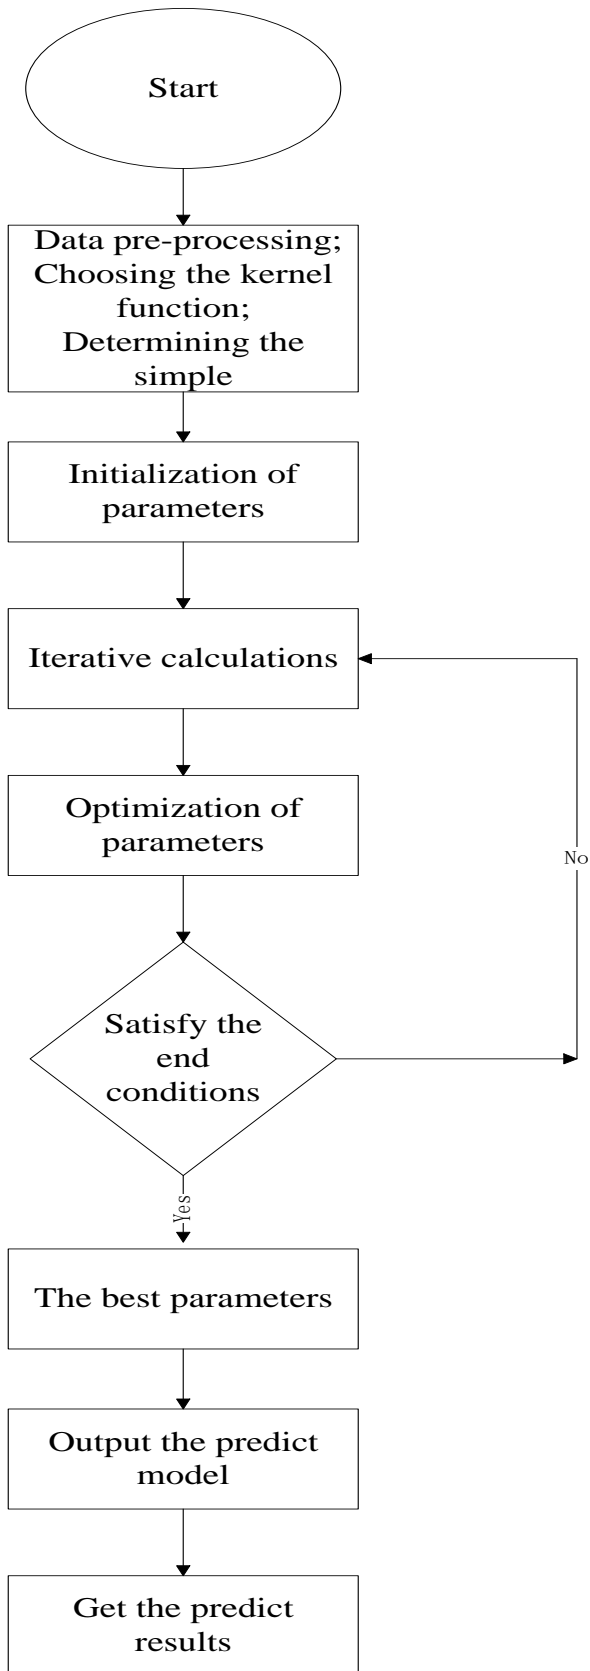 Start
Data pre-processing;
Choosing the kernel
function;
Determining the
simple
Initialization of
parameters
Iterative calculations
Optimization of
parameters
No
Satisfy the
end
conditions
Yes
The best parameters
Output the predict
model
Get the predict
results